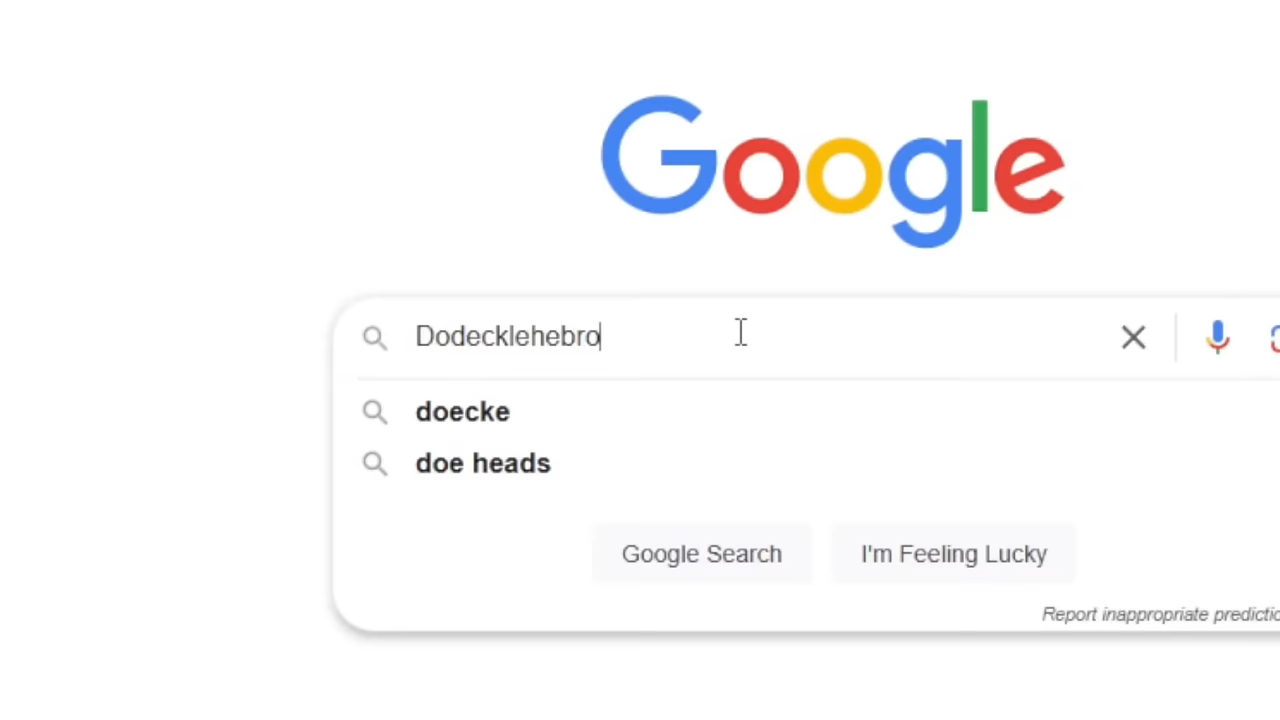 Google
Dodecklehebro
doecke
doe heads
Google Search I'm Feeling Lucky
Report inappropriate predictio